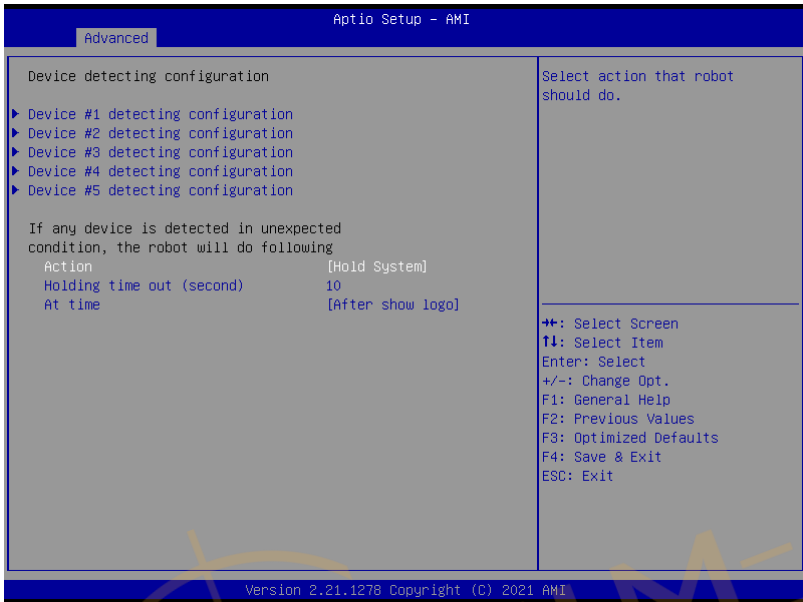 Aptio Setup – AMI
Advanced
Device detecting configuration
Device #1 detecting configuration
Device #2 detecting configuration
Device #3 detecting configuration
Device #4 detecting configuration
Device #5 detecting configuration
If any device is detected in unexpected
condition, the robot will do following
Action [Hold System]
Holding time out (second) 10
At time [After show logo]
Select action that robot
should do.
→←: Select Screen
↑↓: Select Item
Enter: Select
+/-: Change Opt.
F1: General Help
F2: Previous Values
F3: Optimized Defaults
F4: Save & Exit
ESC: Exit
Version 2.21.1278 Copyright (C) 2021 AMI